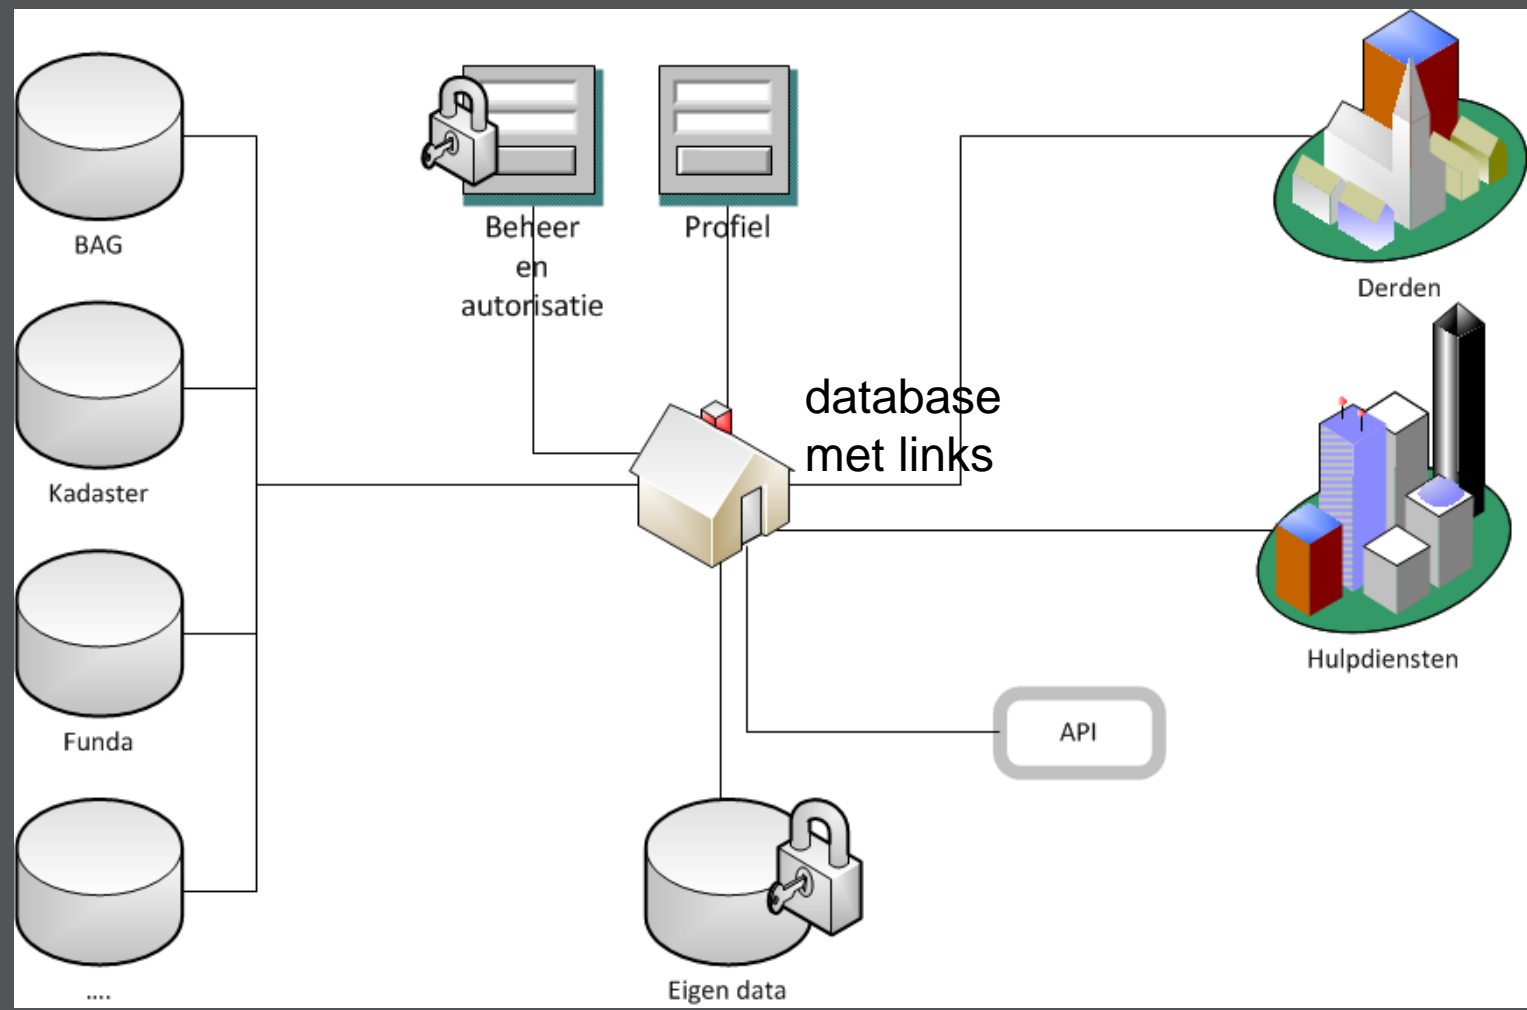 BAG
Kadaster
Funda
....
Beheer
en
autorisatie
Profiel
database
met links
Eigen data
API
Derden
Hulpdiensten